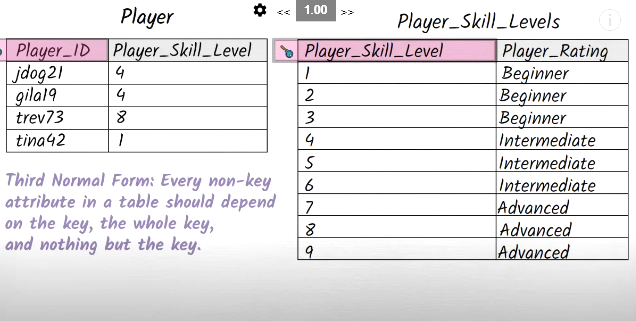 Player
<< 1.00 >>
Player_Skill_Levels
i
Player_ID Player_Skill_Level
jdog21 4
gila19 4
trev73 8
tina42 1
Third Normal Form: Every non-key
attribute in a table should depend
on the key, the whole key,
and nothing but the key.
Player_Skill_Level Player_Rating
1 Beginner
2 Beginner
3 Beginner
4 Intermediate
5 Intermediate
6 Intermediate
7 Advanced
8 Advanced
9 Advanced